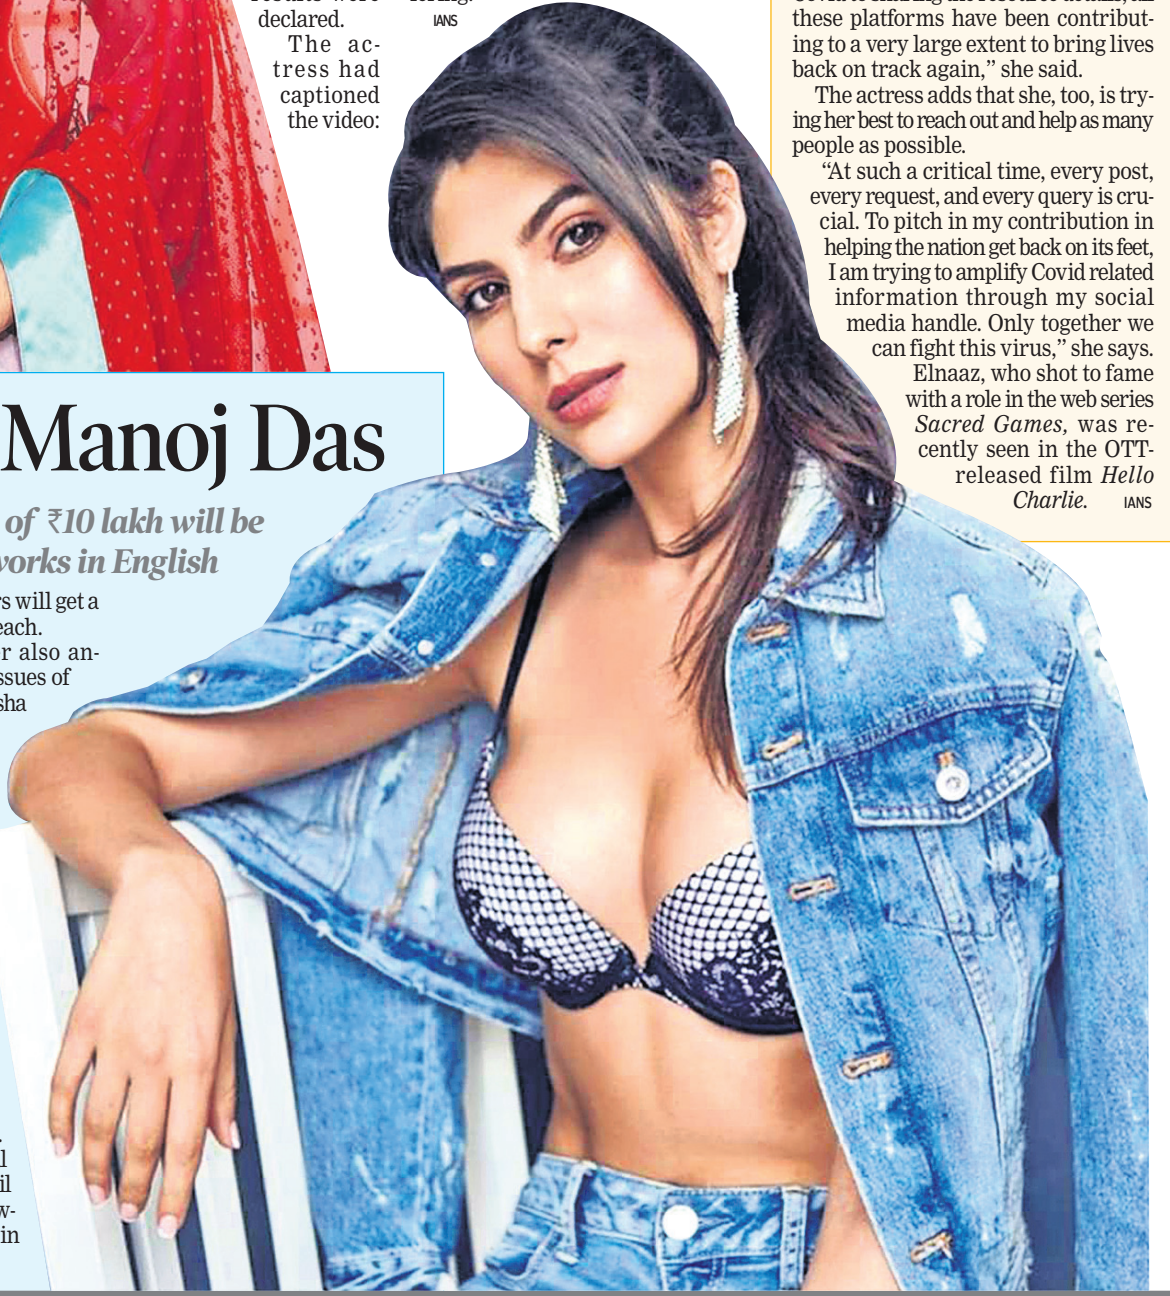 declared.
The ac-
tress had
captioned
the video:
IANS
these platforms have been contribut-
ing to a very large extent to bring lives
back on track again,” she said.
The actress adds that she, too, is try-
ing her best to reach out and help as many
people as possible.
“At such a critical time, every post,
every request, and every query is cru-
cial. To pitch in my contribution in
helping the nation get back on its feet,
I am trying to amplify Covid related
information through my social
media handle. Only together we
can fight this virus,” she says.
Elnaaz, who shot to fame
with a role in the web series
Sacred Games, was re-
cently seen in the OTT-
released film Hello
Charlie. IANS
Manoj Das
of ₹10 lakh will be
works in English
s will get a
each.
r also an-
ssues of
sha
l
il
w-
in